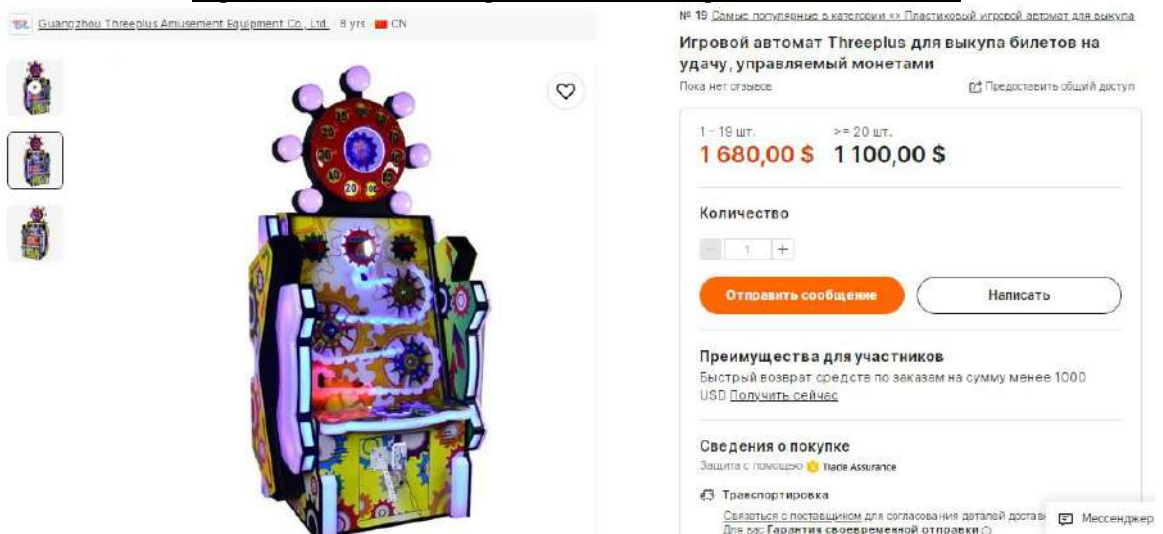 Guangzhou Threeplus Amusement Equipment Co., Ltd. · 8 yrs · CN
№ 19 Самые популярные в категории «» Пластиковый игровой автомат для выкупа
Игровой автомат Threeplus для выкупа билетов на
удачу, управляемый монетами
Пока нет отзывов
Предоставить общий доступ
1 - 19 шт. >= 20 шт.
1 680,00 $ 1 100,00 $
Количество
1 +
Отправить сообщение Написать
Преимущества для участников
Быстрый возврат средств по заказам на сумму менее 1000
USD Получить сейчас
Сведения о покупке
Защита с помощью Trade Assurance
Транспортировка
Связаться с поставщиком для согласования деталей
Для вас Гарантия своевременной отправки
Мессенджер